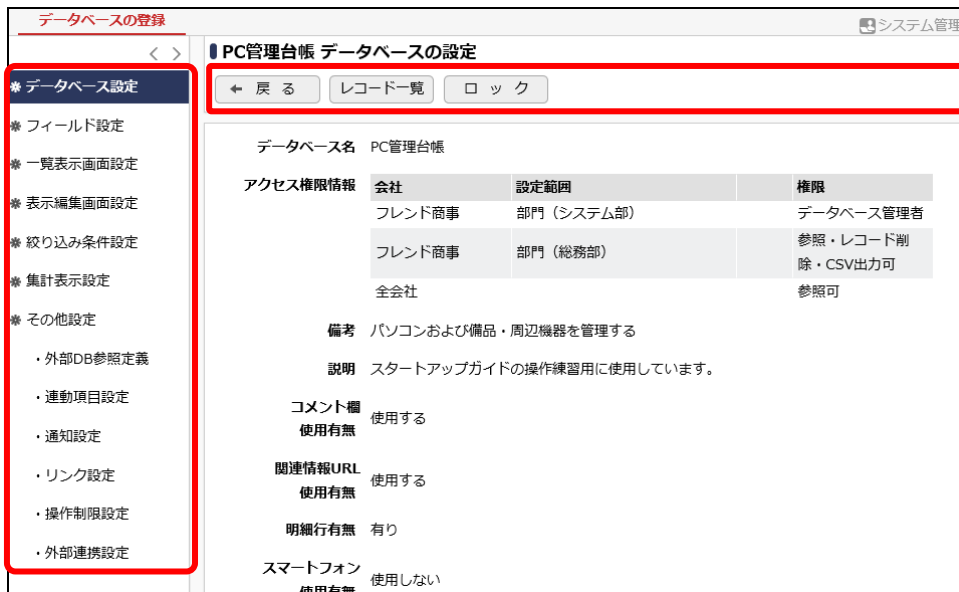 データベースの登録
システム管理
< >
PC管理台帳 データベースの設定
データベース設定
フィールド設定
一覧表示画面設定
表示編集画面設定
絞り込み条件設定
集計表示設定
その他設定
・外部DB参照定義
・連動項目設定
・通知設定
・リンク設定
・操作制限設定
・外部連携設定
← 戻 る レコード一覧 ロ ッ ク
データベース名 PC管理台帳
アクセス権限情報 会社 設定範囲 権限
フレンド商事 部門（システム部） データベース管理者
フレンド商事 部門（総務部） 参照・レコード削
除・CSV出力可
全会社 参照可
備考 パソコンおよび備品・周辺機器を管理する
説明 スタートアップガイドの操作練習用に使用しています。
コメント欄
使用有無 使用する
関連情報URL
使用有無 使用する
明細行有無 有り
スマートフォン
使用有無 使用しない